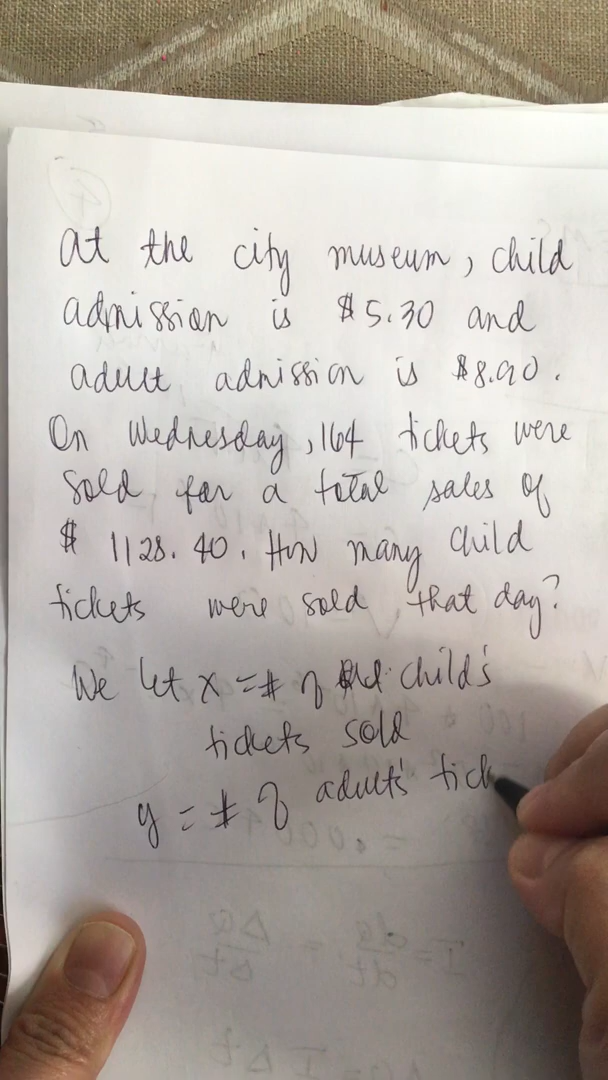 at the city museum, child
admission is $5.30 and
adult admission is $8.90.
On Wednesday, 164 tickets were
sold for a total sales of
$ 1128.40. How many child
tickets were sold that day?
We let x = # of child's
tickets sold
y = # of adults' tick